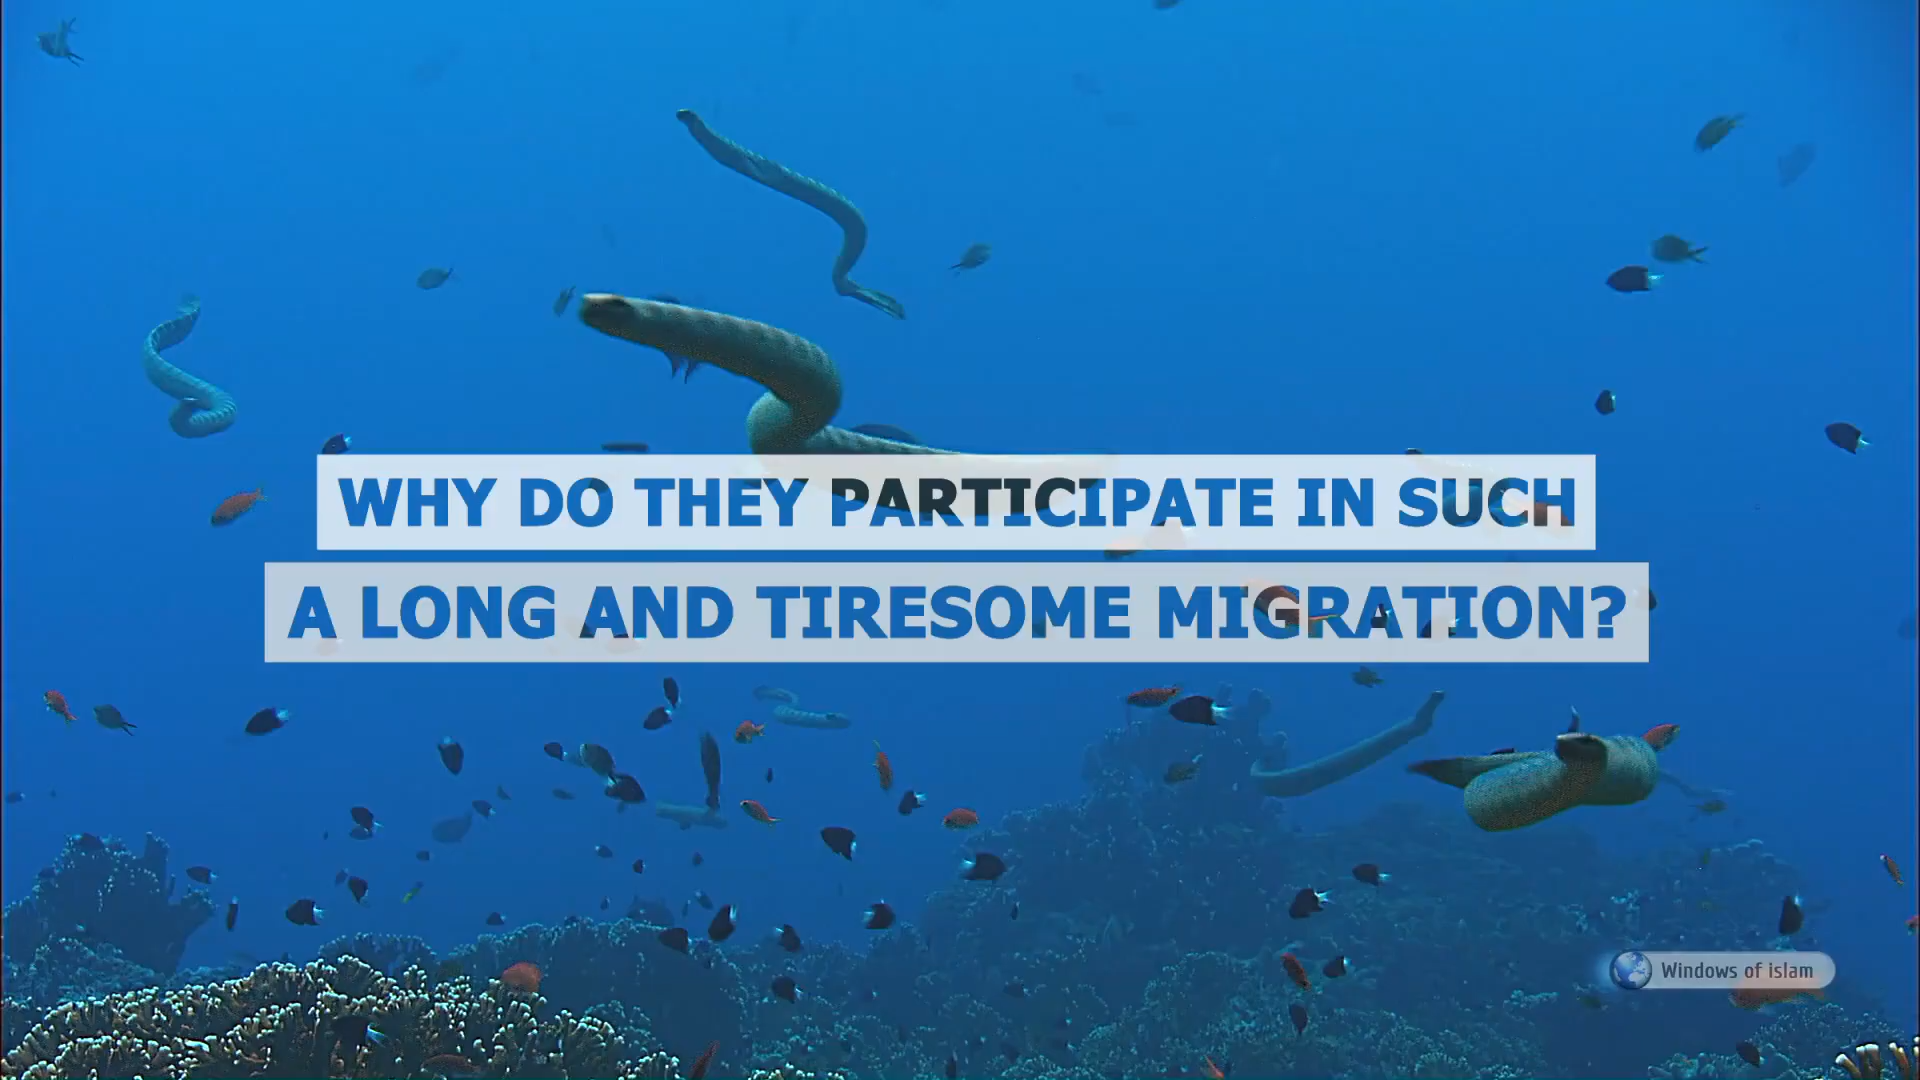 WHY DO THEY PARTICIPATE IN SUCH
A LONG AND TIRESOME MIGRATION?
Windows of islam